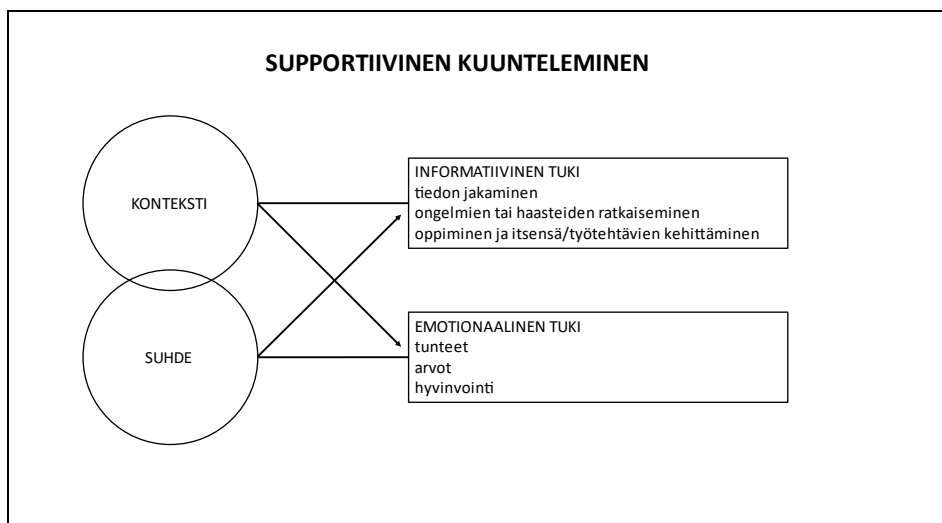 SUPPORTIIVINEN KUUNTELEMINEN
KONTEKSTI
INFORMATIIVINEN TUKI
tiedon jakaminen
ongelmien tai haasteiden ratkaiseminen
oppiminen ja itsensä/työtehtävien kehittäminen
SUHDE
EMOTIONAALINEN TUKI
tunteet
arvot
hyvinvointi